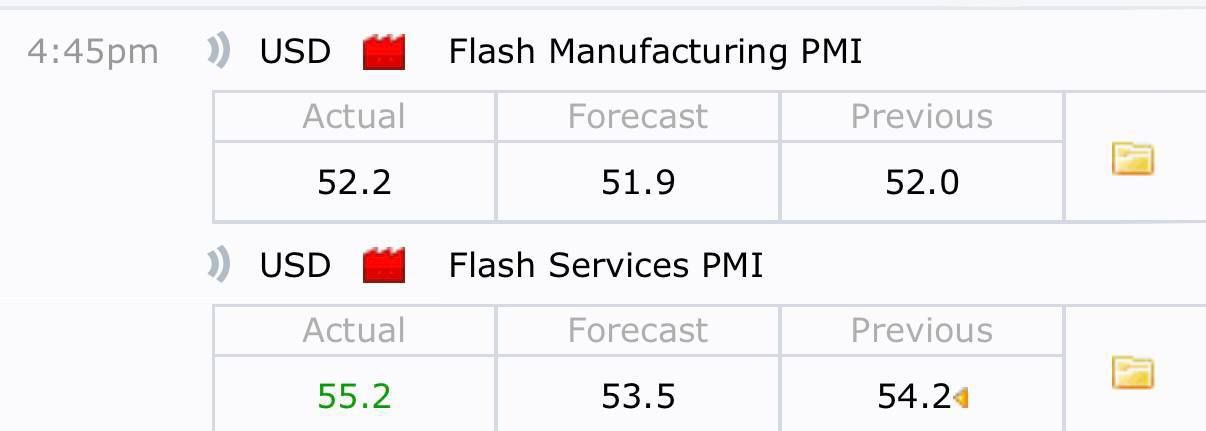 4:45pm USD Flash Manufacturing PMI
Actual Forecast Previous
52.2 51.9 52.0
USD Flash Services PMI
Actual Forecast Previous
55.2 53.5 54.2